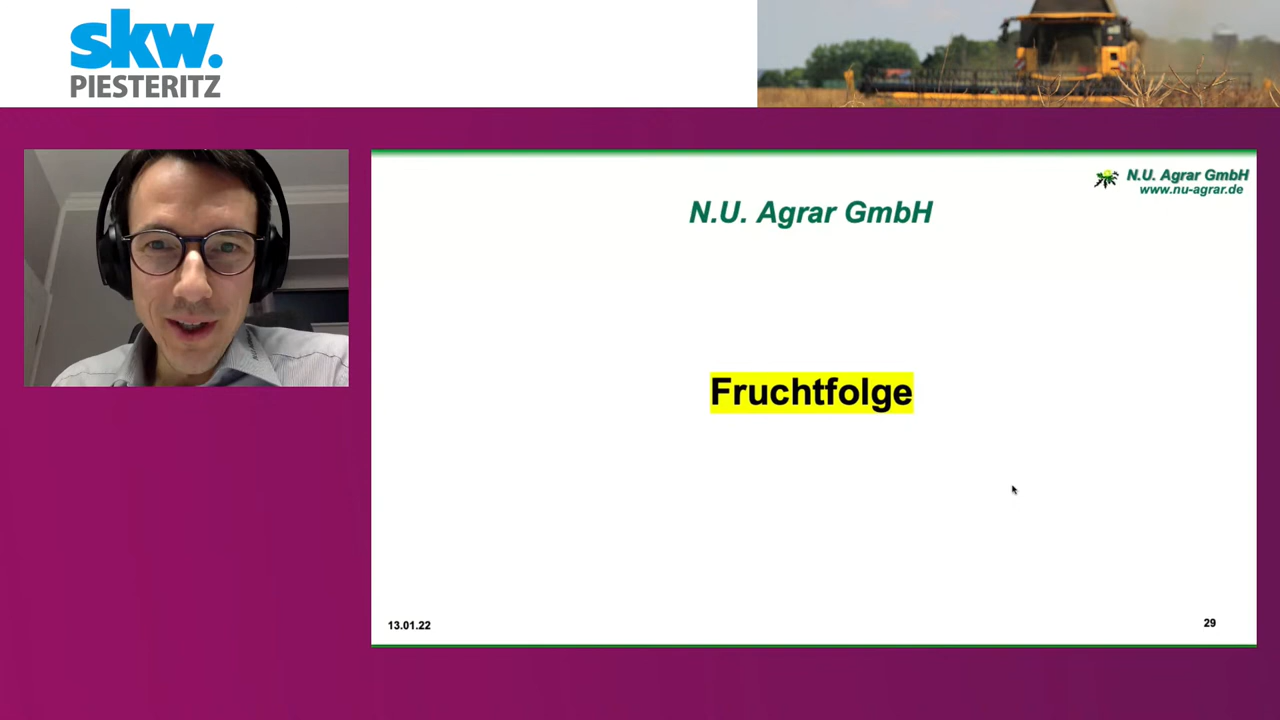 skw.
PIESTERITZ
N.U. Agrar GmbH
www.nu-agrar.de
N.U. Agrar GmbH
Fruchtfolge
13.01.22
29